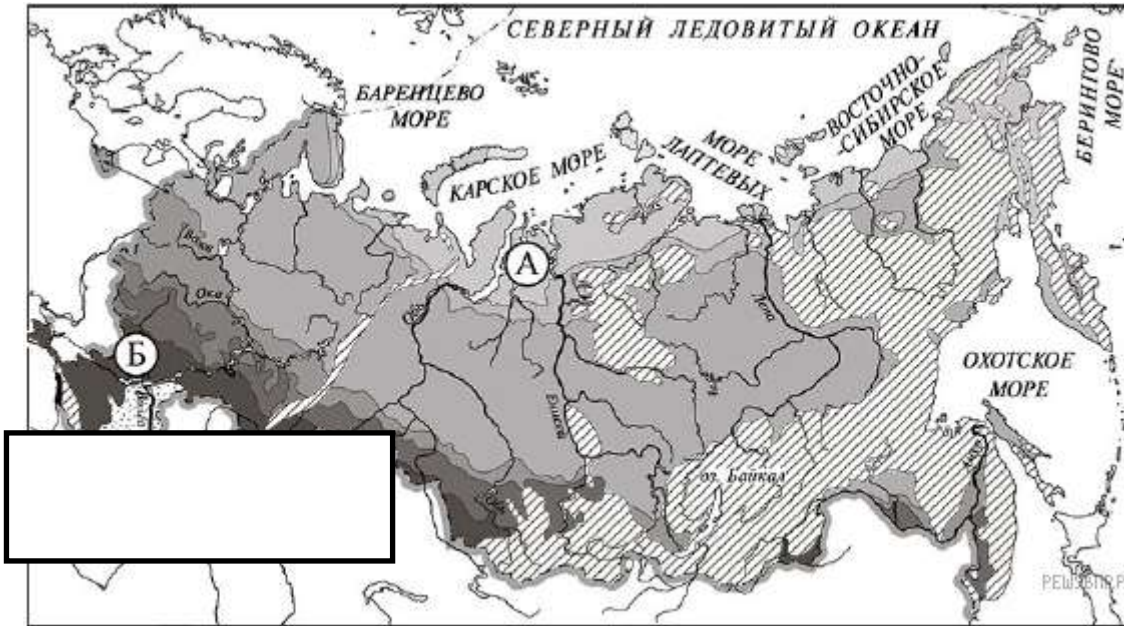 СЕВЕРНЫЙ ЛЕДОВИТЫЙ ОКЕАН
БАРЕНЦЕВО
МОРЕ
КАРСКОЕ МОРЕ
МОРЕ
ЛАПТЕВЫХ
ВОСТОЧНО-
СИБИРСКОЕ
МОРЕ
БЕРИНГОВО
МОРЕ
А
Ока
Обь
Лена
Б
ОХОТСКОЕ
МОРЕ
Енисей
оз. Байкал
Амур